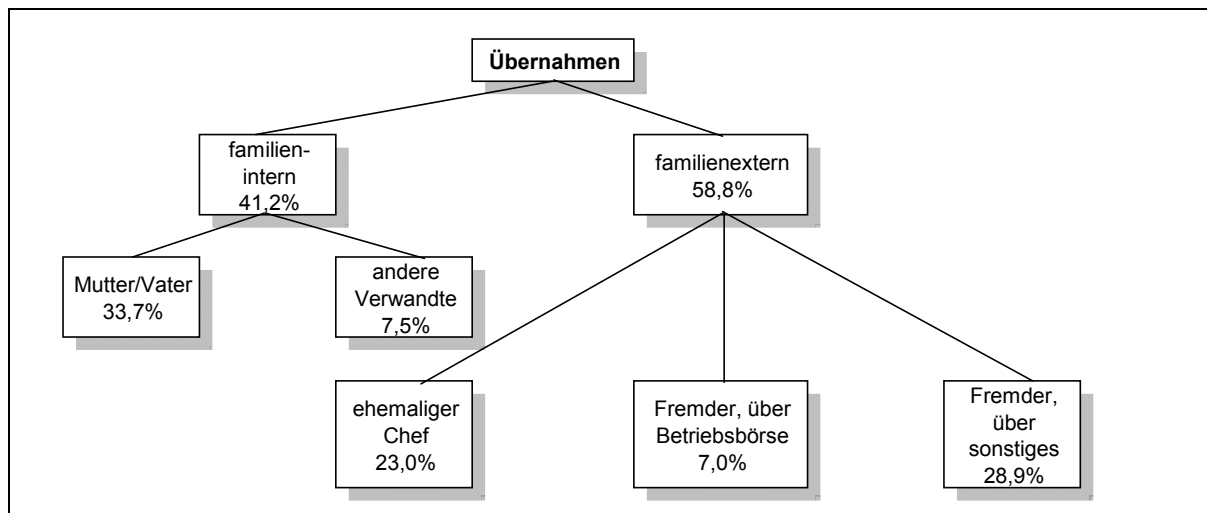 Übernahmen
familien-
intern
41,2%
familienextern
58,8%
Mutter/Vater
33,7%
andere
Verwandte
7,5%
ehemaliger
Chef
23,0%
Fremder, über
Betriebsbörse
7,0%
Fremder,
über
sonstiges
28,9%